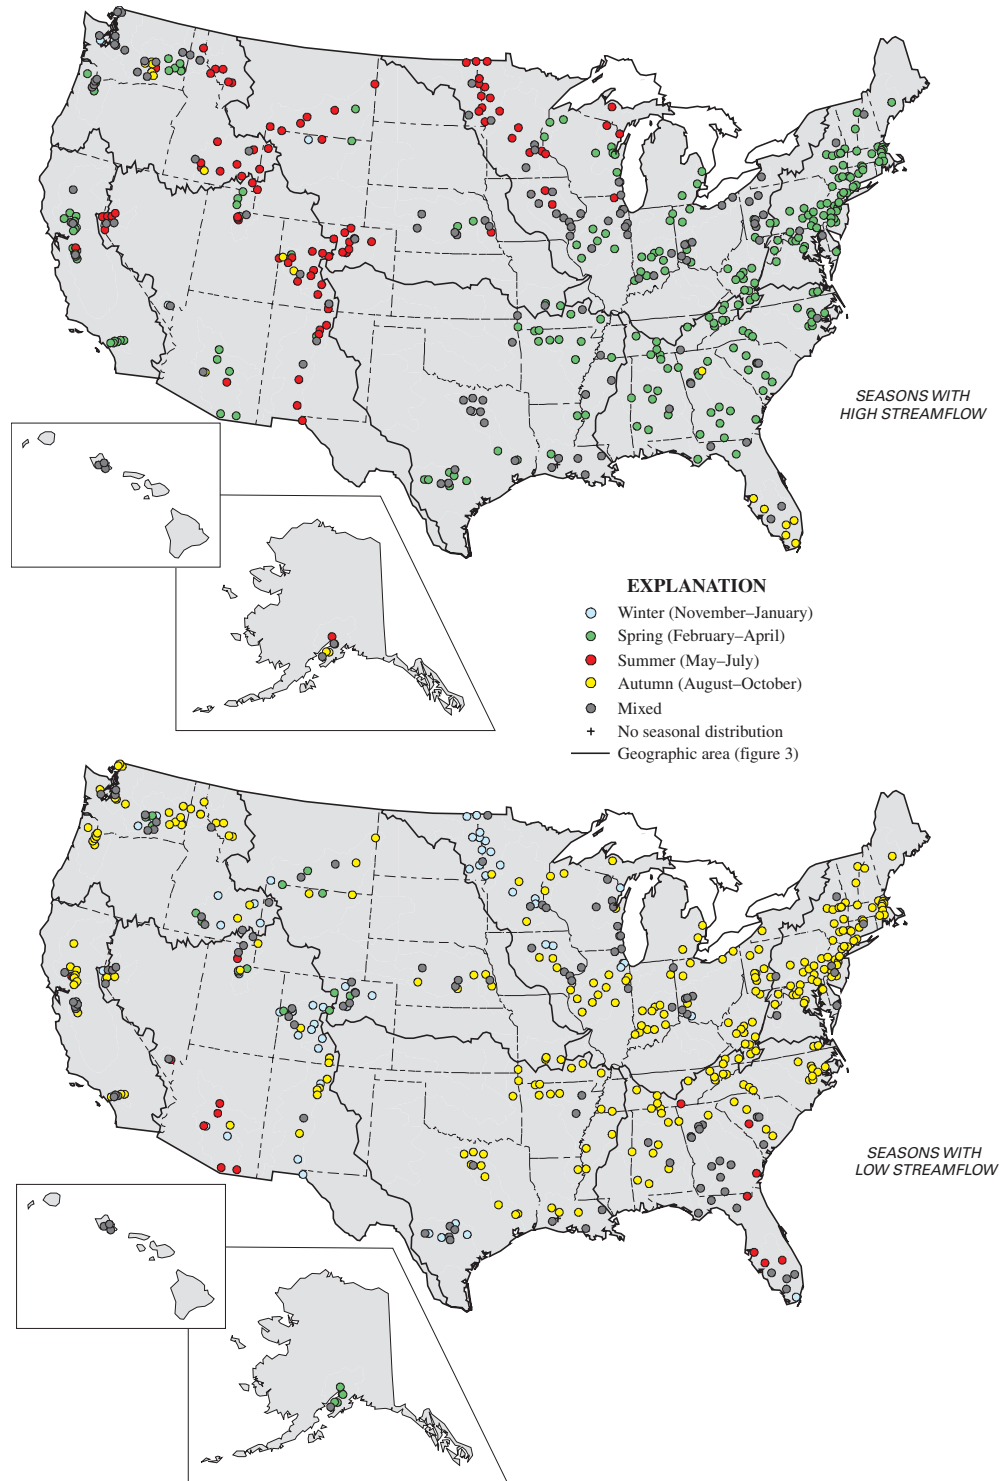 SEASONS WITH
HIGH STREAMFLOW
EXPLANATION
Winter (November–January)
Spring (February–April)
Summer (May–July)
Autumn (August–October)
Mixed
No seasonal distribution
Geographic area (figure 3)
SEASONS WITH
LOW STREAMFLOW